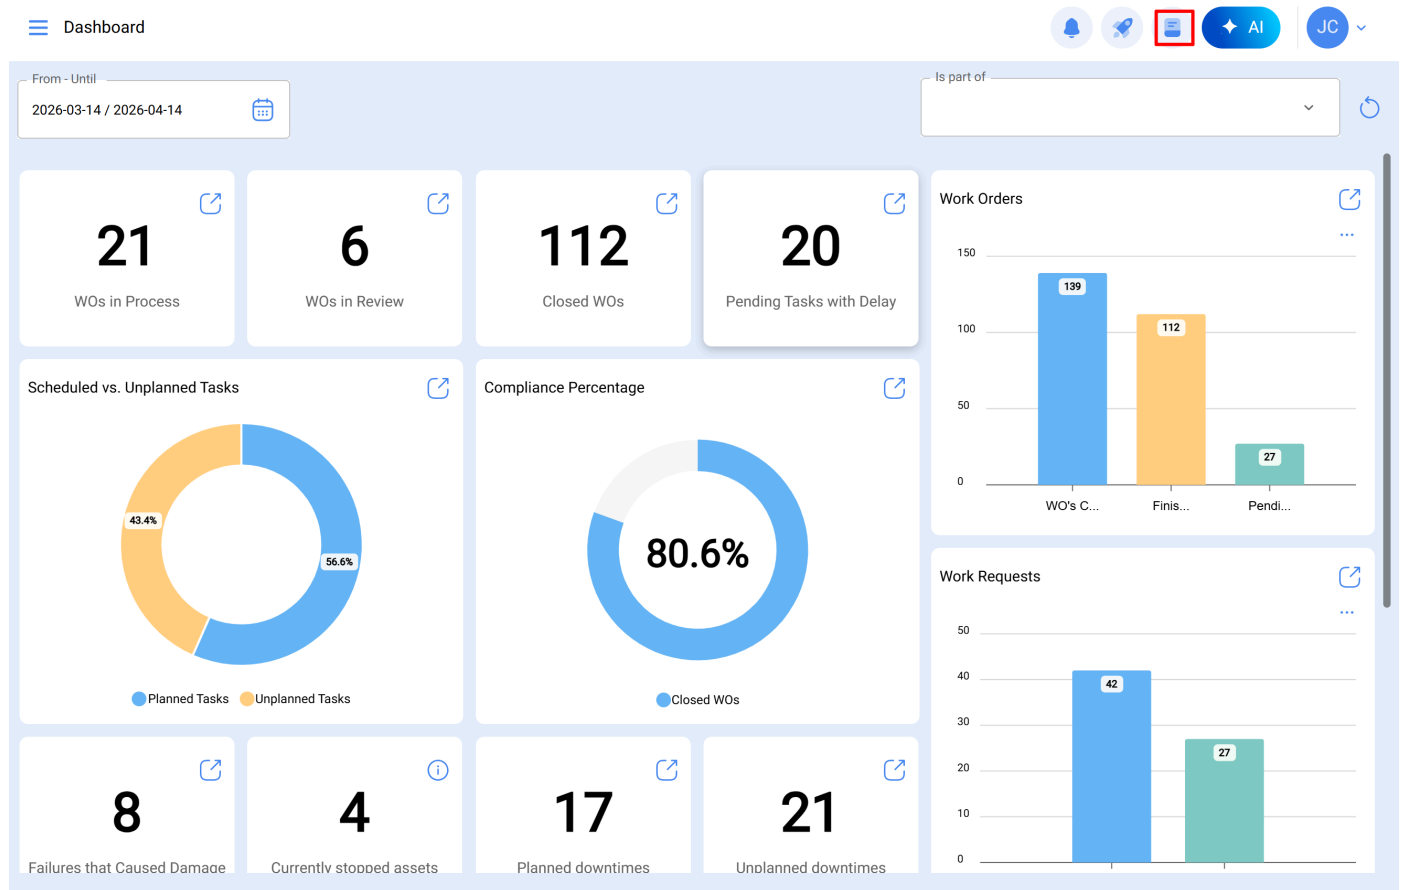 Dashboard
AI
JC
From - Until
2026-03-14 / 2026-04-14
Is part of
21
WOs in Process
6
WOs in Review
112
Closed WOs
20
Pending Tasks with Delay
Work Orders
...
150
100
50
0
139
112
27
WO's C...
Finis...
Pendi...
Scheduled vs. Unplanned Tasks
43.4%
56.6%
Planned Tasks
Unplanned Tasks
Compliance Percentage
80.6%
Closed WOs
Work Requests
...
50
40
30
20
10
0
42
27
8
Failures that Caused Damage
4
Currently stopped assets
17
Planned downtimes
21
Unplanned downtimes